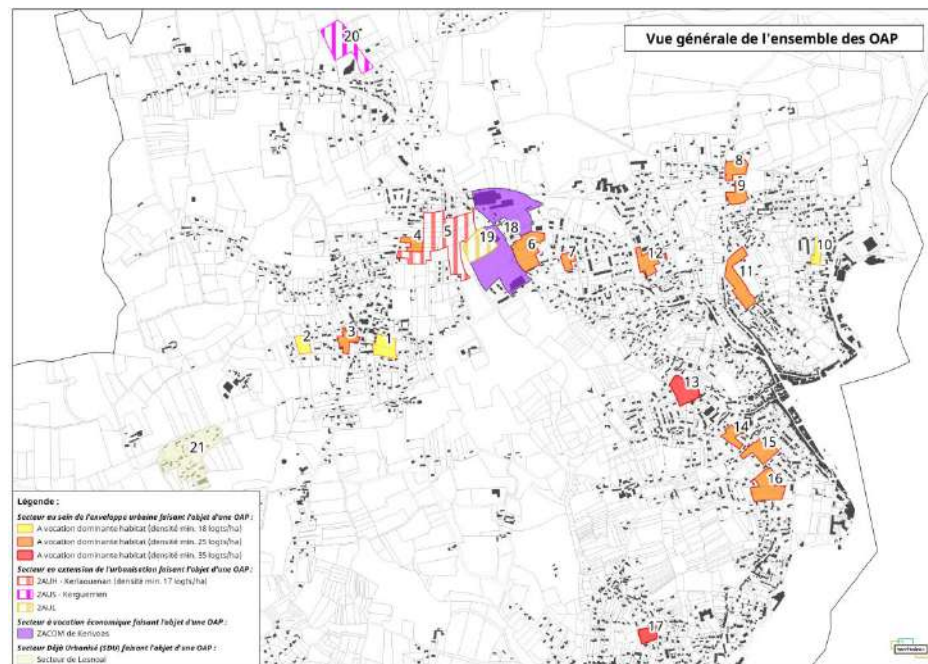 Vue générale de l'ensemble des OAP
20
8
9
4
5
18
19
6
7
12
10
11
2
3
1
13
14
15
16
21
17
Légende :
Secteur au sein de l'enveloppe urbaine faisant l'objet d'une OAP :
A vocation dominante habitat (densité min. 18 logts/ha)
A vocation dominante habitat (densité min. 25 logts/ha)
A vocation dominante habitat (densité min. 35 logts/ha)
Secteur en extension de l'urbanisation faisant l'objet d'une OAP :
2AUH - Kerlaouenan (densité min. 17 logts/ha)
2AUS - Kerguerrien
2AUL
Secteur à vocation économique faisant l'objet d'une OAP :
ZACOM de Kerivoas
Secteur Déjà Urbanisé (SDU) faisant l'objet d'une OAP :
Secteur de Lesnoal